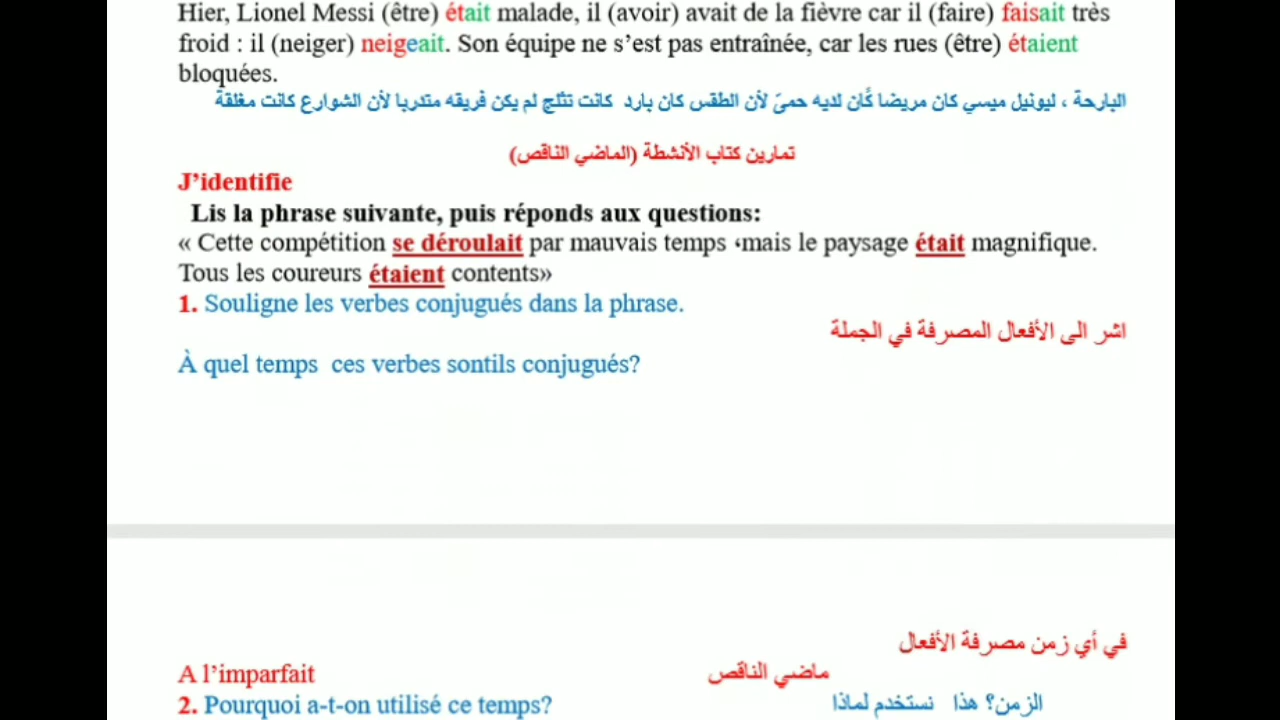 Hier, Lionel Messi (être) était malade, il (avoir) avait de la fièvre car il (faire) faisait très
froid : il (neiger) neigeait. Son équipe ne s’est pas entraînée, car les rues (être) étaient
bloquées.
البارحة ، ليونيل ميسي كان مريضا كُان لديه حمىّ لأن الطقس كان بارد كانت تثلج لم يكن فريقه متدربا لأن الشوارع كانت مغلقة
تمارين كتاب الأنشطة (الماضي الناقص)
J’identifie
Lis la phrase suivante, puis réponds aux questions:
« Cette compétition se déroulait par mauvais temps ،mais le paysage était magnifique.
Tous les coureurs étaient contents»
1. Souligne les verbes conjugués dans la phrase.
اشر الى الأفعال المصرفة في الجملة
À quel temps ces verbes sontils conjugués?
في أي زمن مصرفة الأفعال
A l’imparfait ماضي الناقص
2. Pourquoi a-t-on utilisé ce temps? الزمن؟ هذا نستخدم لماذا